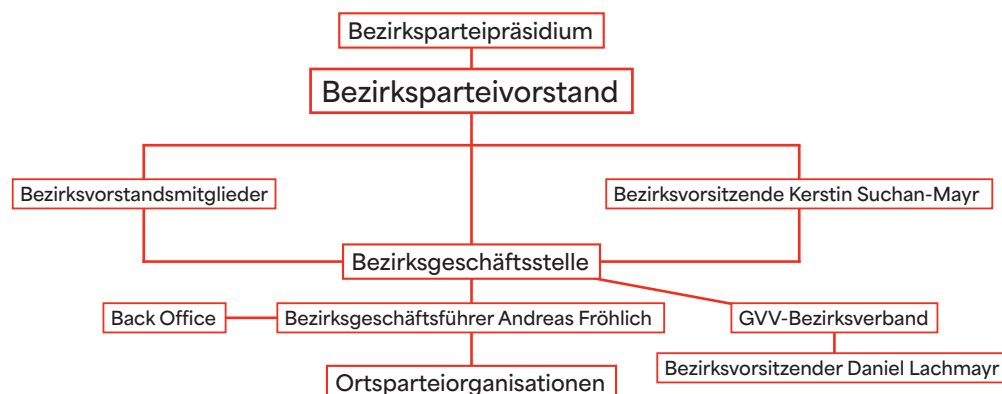 Bezirksparteipräsidium
Bezirksparteivorstand
Bezirksvorstandsmitglieder
Bezirksvorsitzende Kerstin Suchan-Mayr
Bezirksgeschäftsstelle
Back Office
Bezirksgeschäftsführer Andreas Fröhlich
GVV-Bezirksverband
Bezirksvorsitzender Daniel Lachmayr
Ortsparteiorganisationen